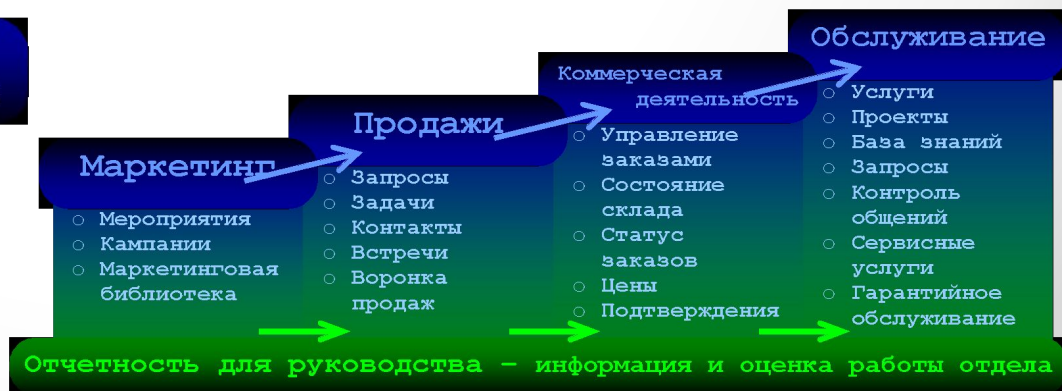 Маркетинг
○ Мероприятия
○ Кампании
○ Маркетинговая
библиотека
Продажи
○ Запросы
○ Задачи
○ Контакты
○ Встречи
○ Воронка
продаж
Коммерческая
деятельность
○ Управление
заказами
○ Состояние
склада
○ Статус
заказов
○ Цены
○ Подтверждения
Обслуживание
○ Услуги
○ Проекты
○ База знаний
○ Запросы
○ Контроль
общений
○ Сервисные
услуги
○ Гарантийное
обслуживание
Отчетность для руководства – информация и оценка работы отдела